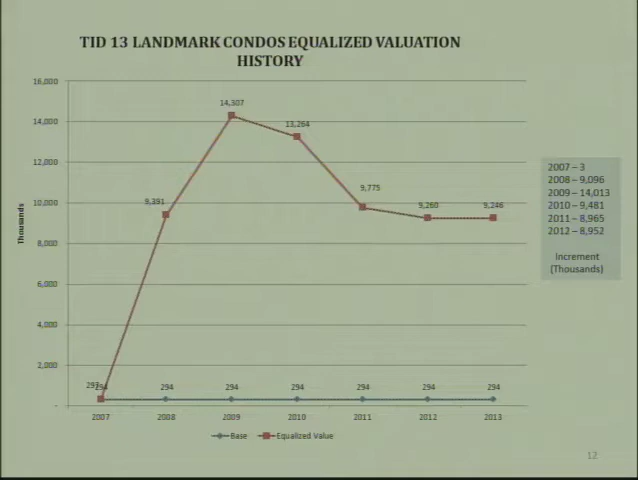 TID 13 LANDMARK CONDOS EQUALIZED VALUATION
HISTORY
Thousands
16,000
14,000
12,000
10,000
8,000
6,000
4,000
2,000
-
14,307
13,264
9,391
9,775
9,260
9,246
294
294
294
294
294
294
294
2007
2008
2009
2010
2011
2012
2013
Base
Equalized Value
2007 – 3
2008 – 9,096
2009 – 14,013
2010 – 9,481
2011 – 8,965
2012 – 8,952
Increment
(Thousands)
12